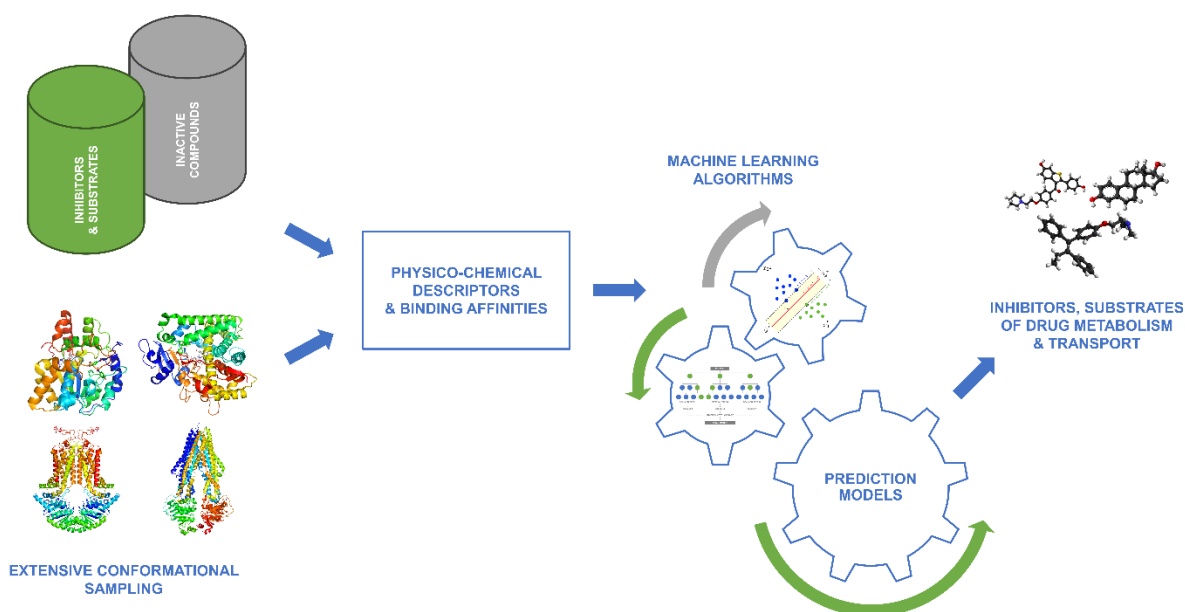 INHIBITORS
& SUBSTRATES
INACTIVE
COMPOUNDS
EXTENSIVE CONFORMATIONAL
SAMPLING
PHYSICO-CHEMICAL
DESCRIPTORS
& BINDING AFFINITIES
MACHINE LEARNING
ALGORITHMS
PREDICTION
MODELS
INHIBITORS, SUBSTRATES
OF DRUG METABOLISM
& TRANSPORT